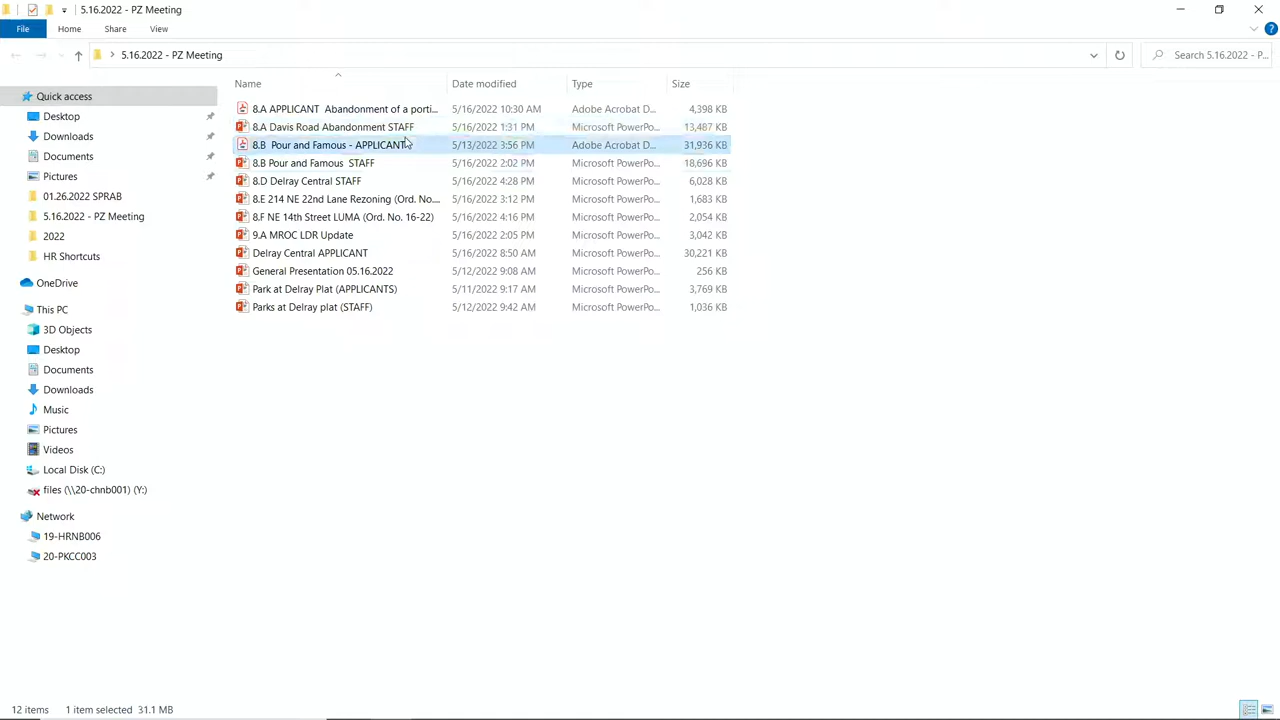 5.16.2022 - PZ Meeting
File Home Share View
5.16.2022 - PZ Meeting
Search 5.16.2022 - P...
Name Date modified Type Size
Quick access
Desktop
Downloads
Documents
Pictures
01.26.2022 SPRAB
5.16.2022 - PZ Meeting
2022
HR Shortcuts
OneDrive
This PC
3D Objects
Desktop
Documents
Downloads
Music
Pictures
Videos
Local Disk (C:)
files (\\20-chnb001) (Y:)
Network
19-HRNB006
20-PKCC003
8.A APPLICANT Abandonment of a porti... 5/16/2022 10:30 AM Adobe Acrobat D... 4,398 KB
8.A Davis Road Abandonment STAFF 5/16/2022 1:31 PM Microsoft PowerPo... 13,487 KB
8.B Pour and Famous - APPLICANT 5/13/2022 3:56 PM Adobe Acrobat D... 31,936 KB
8.B Pour and Famous STAFF 5/16/2022 2:02 PM Microsoft PowerPo... 18,696 KB
8.D Delray Central STAFF 5/16/2022 4:28 PM Microsoft PowerPo... 6,028 KB
8.E 214 NE 22nd Lane Rezoning (Ord. No.... 5/16/2022 3:12 PM Microsoft PowerPo... 1,683 KB
8.F NE 14th Street LUMA (Ord. No. 16-22) 5/16/2022 4:16 PM Microsoft PowerPo... 2,054 KB
9.A MROC LDR Update 5/16/2022 2:05 PM Microsoft PowerPo... 3,042 KB
Delray Central APPLICANT 5/16/2022 8:50 AM Microsoft PowerPo... 30,221 KB
General Presentation 05.16.2022 5/12/2022 9:08 AM Microsoft PowerPo... 256 KB
Park at Delray Plat (APPLICANTS) 5/11/2022 9:17 AM Microsoft PowerPo... 3,769 KB
Parks at Delray plat (STAFF) 5/12/2022 9:42 AM Microsoft PowerPo... 1,036 KB
12 items 1 item selected 31.1 MB